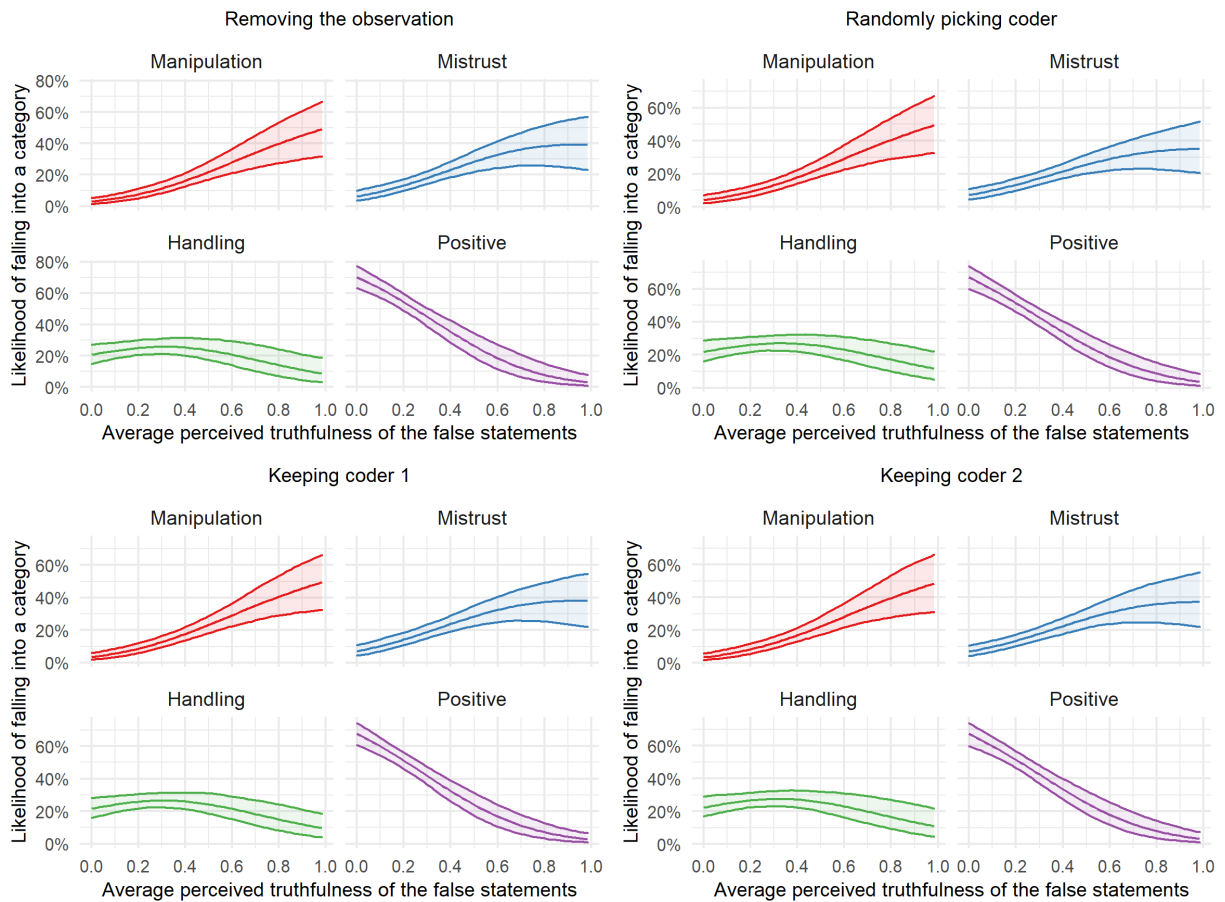 Removing the observation
Manipulation
Mistrust
80%
60%
40%
20%
0%
Handling
Positive
80%
60%
40%
20%
0%
0.0 0.2 0.4 0.6 0.8 1.0
0.0 0.2 0.4 0.6 0.8 1.0
Likelihood of falling into a category
Average perceived truthfulness of the false statements
Randomly picking coder
Manipulation
Mistrust
60%
40%
20%
0%
Handling
Positive
60%
40%
20%
0%
0.0 0.2 0.4 0.6 0.8 1.0
0.0 0.2 0.4 0.6 0.8 1.0
Likelihood of falling into a category
Average perceived truthfulness of the false statements
Keeping coder 1
Manipulation
Mistrust
60%
40%
20%
0%
Handling
Positive
60%
40%
20%
0%
0.0 0.2 0.4 0.6 0.8 1.0
0.0 0.2 0.4 0.6 0.8 1.0
Likelihood of falling into a category
Average perceived truthfulness of the false statements
Keeping coder 2
Manipulation
Mistrust
60%
40%
20%
0%
Handling
Positive
60%
40%
20%
0%
0.0 0.2 0.4 0.6 0.8 1.0
0.0 0.2 0.4 0.6 0.8 1.0
Likelihood of falling into a category
Average perceived truthfulness of the false statements